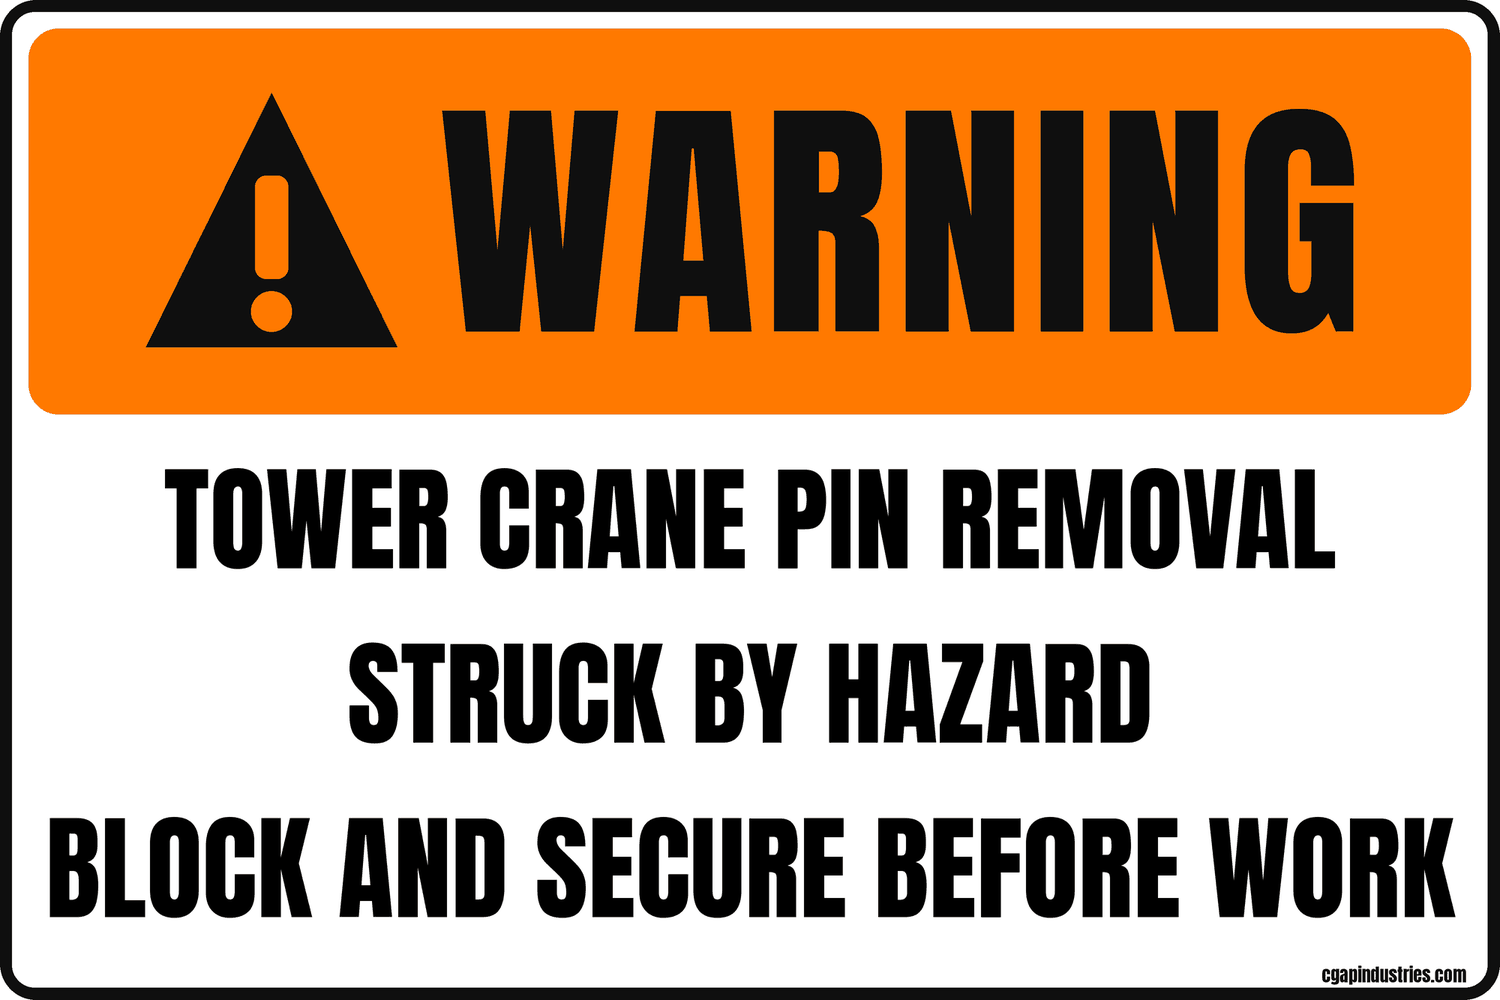 WARNING
TOWER CRANE PIN REMOVAL
STRUCK BY HAZARD
BLOCK AND SECURE BEFORE WORK
cgapindustries.com